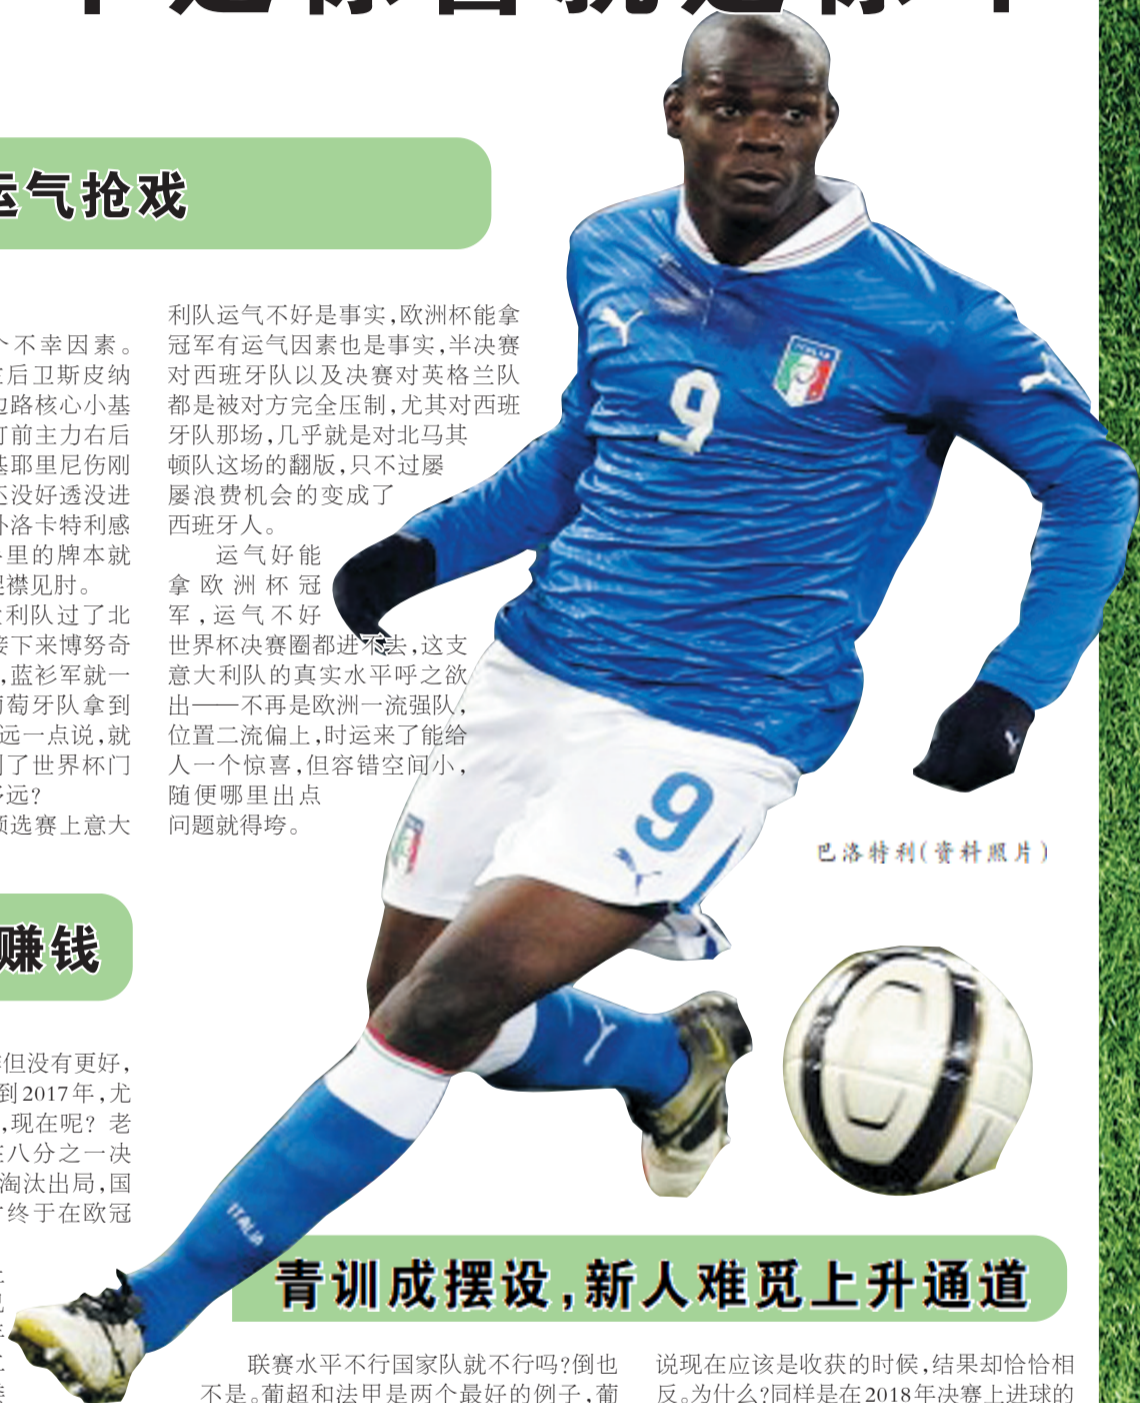 运气抢戏
个不幸因素。
后卫斯皮纳
边路核心小基
打前主力右后
基耶里尼伤刚
还没好透没进
外洛卡特利感
里的牌本就
襟见肘。
利队过了北
接下来博努奇
,蓝衫军就一
葡萄牙队拿到
远一点说,就
到了世界杯门
多远?
预选赛上意大
利队运气不好是事实,欧洲杯能拿
冠军有运气因素也是事实,半决赛
对西班牙队以及决赛对英格兰队
都是被对方完全压制,尤其对西班
牙队那场,几乎就是对北马其
顿队这场的翻版,只不过屡
屡浪费机会的变成了
西班牙人。
运气好能
拿欧洲杯冠
军,运气不好
世界杯决赛圈都进不去,这支
意大利队的真实水平呼之欲
出——不再是欧洲一流强队,
位置二流偏上,时运来了能给
人一个惊喜,但容错空间小,
随便哪里出点
问题就得垮。
ITALIA
9
9
巴洛特利(资料照片)
赚钱
但没有更好,
到2017年,尤
,现在呢?老
在八分之一决
淘汰出局,国
终于在欧冠
ITALIA
青训成摆设,新人难觅上升通道
联赛水平不行国家队就不行吗?倒也
不是。葡超和法甲是两个最好的例子,葡
说现在应该是收获的时候,结果却恰恰相
反。为什么?同样是在2018年决赛上进球的